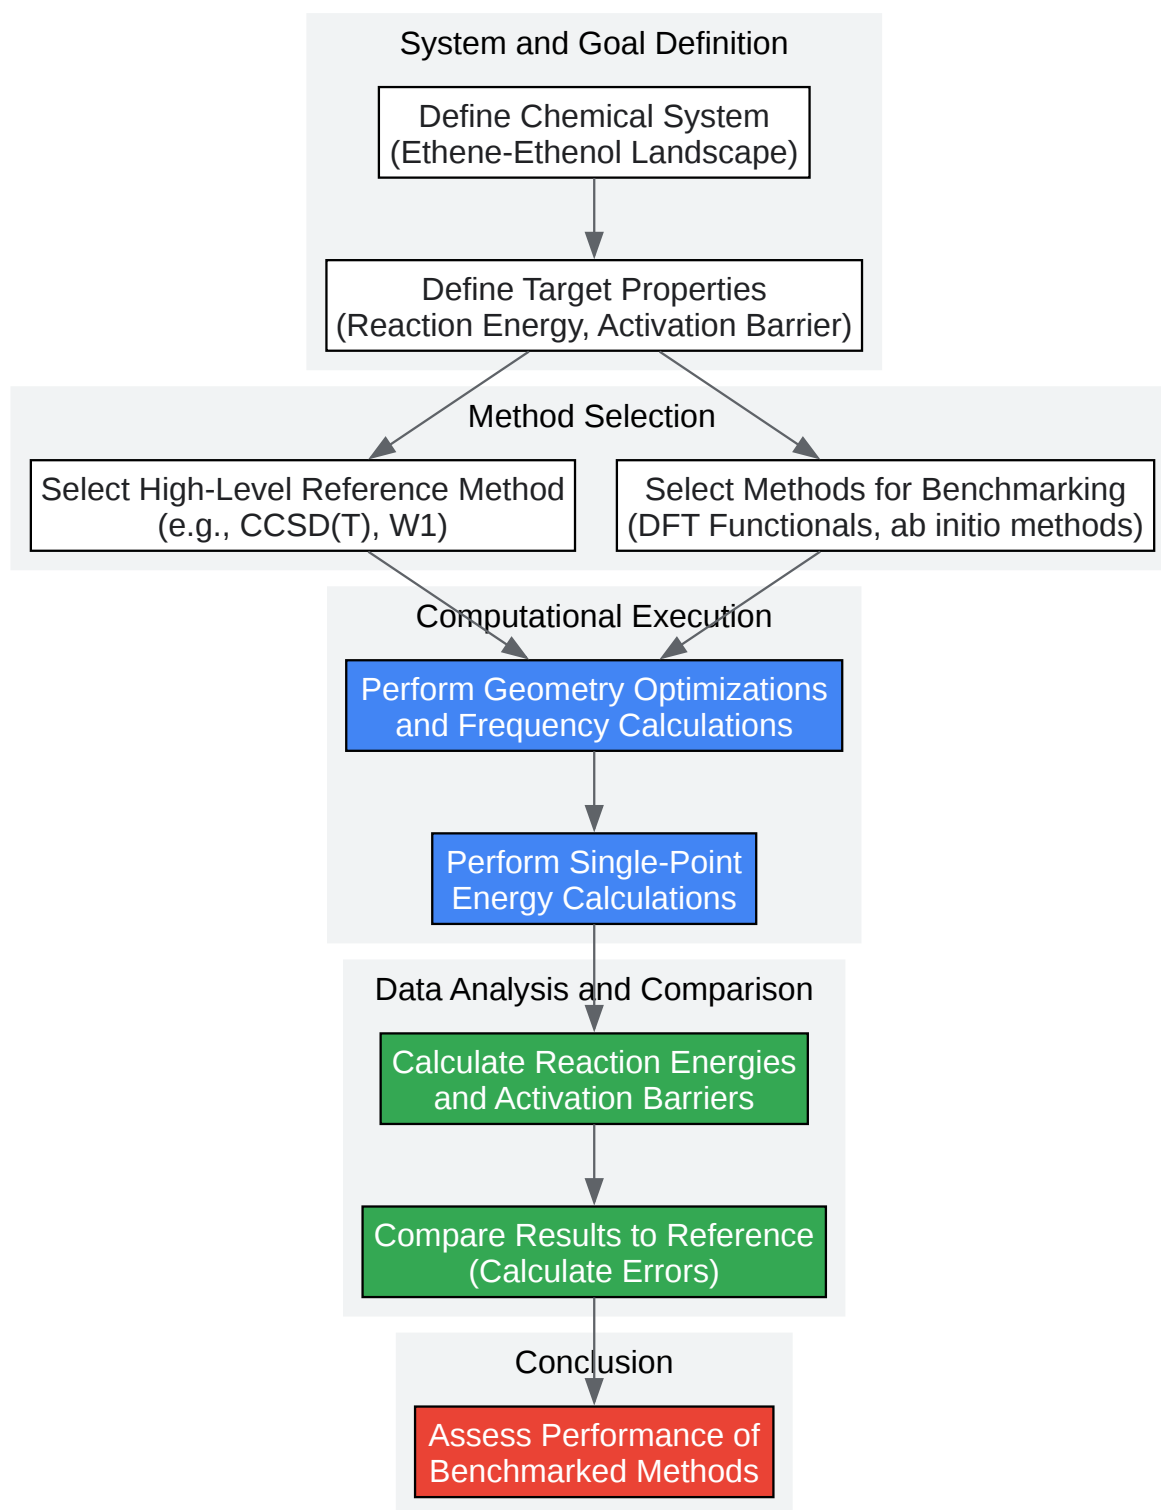 System and Goal Definition
Define Chemical System
(Ethene-Ethenol Landscape)
Define Target Properties
(Reaction Energy, Activation Barrier)
Method Selection
Select High-Level Reference Method
(e.g., CCSD(T), W1)
Select Methods for Benchmarking
(DFT Functionals, ab initio methods)
Computational Execution
Perform Geometry Optimizations
and Frequency Calculations
Perform Single-Point
Energy Calculations
Data Analysis and Comparison
Calculate Reaction Energies
and Activation Barriers
Compare Results to Reference
(Calculate Errors)
Conclusion
Assess Performance of
Benchmarked Methods